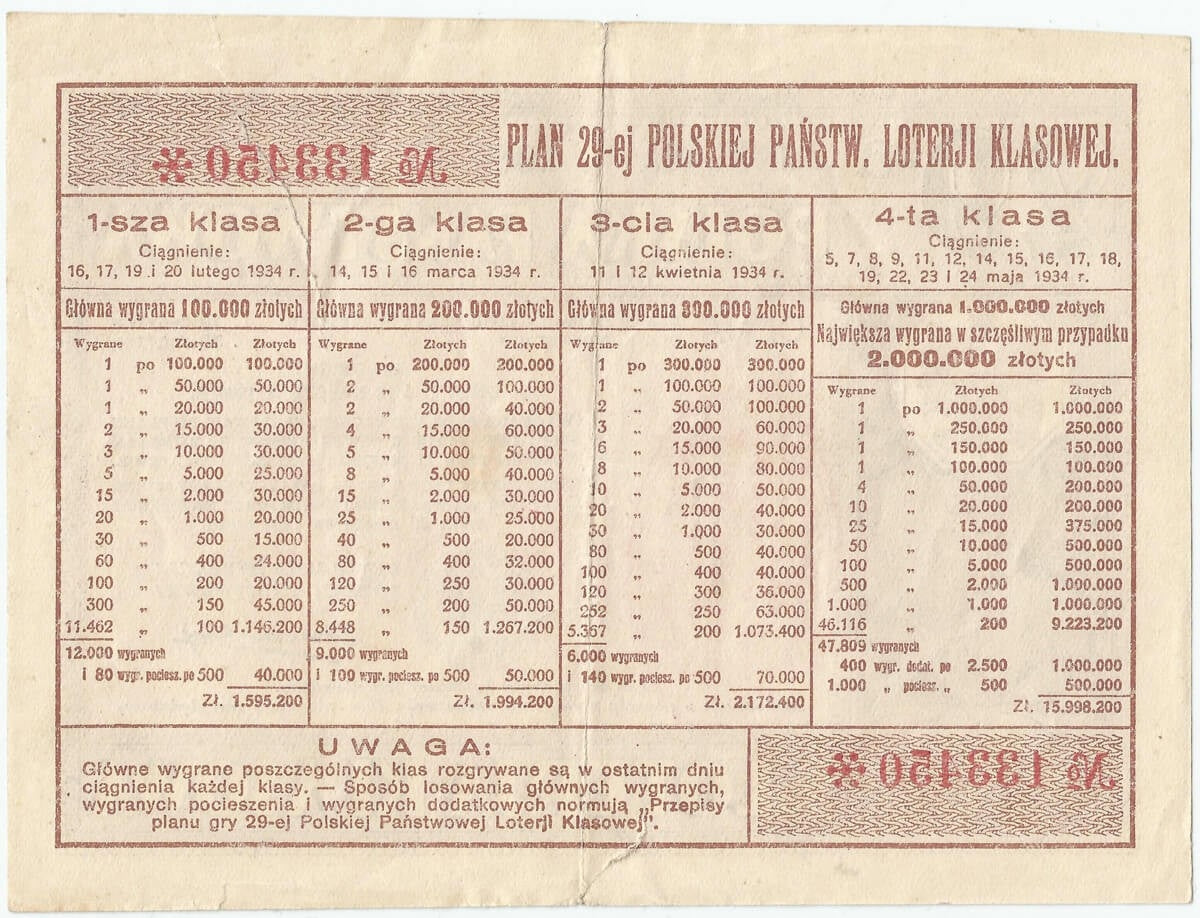 № 133450 *
PLAN 29-ej POLSKIEJ PAŃSTW. LOTERJI KLASOWEJ.
1-sza klasa
Ciągnienie:
16, 17, 19 i 20 lutego 1934 r.
Główna wygrana 100.000 złotych
Wygrane Złotych Złotych
1 po 100.000 100.000
1 „ 50.000 50.000
1 „ 20.000 20.000
2 „ 15.000 30.000
3 „ 10.000 30.000
5 „ 5.000 25.000
15 „ 2.000 30.000
20 „ 1.000 20.000
30 „ 500 15.000
60 „ 400 24.000
100 „ 200 20.000
300 „ 150 45.000
11.462 „ 100 1.146.200
12.000 wygranych
i 80 wygr. pociesz. po 500 40.000
Zł. 1.595.200
2-ga klasa
Ciągnienie:
14, 15 i 16 marca 1934 r.
Główna wygrana 200.000 złotych
Wygrane Złotych Złotych
1 po 200.000 200.000
2 „ 50.000 100.000
2 „ 20.000 40.000
4 „ 15.000 60.000
5 „ 10.000 50.000
8 „ 5.000 40.000
15 „ 2.000 30.000
25 „ 1.000 25.000
40 „ 500 20.000
80 „ 400 32.000
120 „ 250 30.000
250 „ 200 50.000
8.448 „ 150 1.267.200
9.000 wygranych
i 100 wygr. pociesz. po 500 50.000
Zł. 1.994.200
3-cia klasa
Ciągnienie:
11 i 12 kwietnia 1934 r.
Główna wygrana 300.000 złotych
Wygrane Złotych Złotych
1 po 300.000 300.000
1 „ 100.000 100.000
2 „ 50.000 100.000
3 „ 20.000 60.000
6 „ 15.000 90.000
8 „ 10.000 80.000
10 „ 5.000 50.000
20 „ 2.000 40.000
30 „ 1.000 30.000
80 „ 500 40.000
100 „ 400 40.000
120 „ 300 36.000
252 „ 250 63.000
5.367 „ 200 1.073.400
6.000 wygranych
i 140 wygr. pociesz. po 500 70.000
Zł. 2.172.400
4-ta klasa
Ciągnienie:
5, 7, 8, 9, 11, 12, 14, 15, 16, 17, 18,
19, 22, 23 i 24 maja 1934 r.
Główna wygrana 1.000.000 złotych
Największa wygrana w szczęśliwym przypadku
2.000.000 złotych
Wygrane Złotych Złotych
1 po 1.000.000 1.000.000
1 „ 250.000 250.000
1 „ 150.000 150.000
1 „ 100.000 100.000
4 „ 50.000 200.000
10 „ 20.000 200.000
25 „ 15.000 375.000
50 „ 10.000 500.000
100 „ 5.000 500.000
500 „ 2.000 1.000.000
1.000 „ 1.000 1.000.000
46.116 „ 200 9.223.200
47.809 wygranych
400 wygr. dodat. po 2.500 1.000.000
1.000 „ pociesz. „ 500 500.000
Zł. 15.998.200
UWAGA:
Główne wygrane poszczególnych klas rozgrywane są w ostatnim dniu
ciągnienia każdej klasy. — Sposób losowania głównych wygranych,
wygranych pocieszenia i wygranych dodatkowych normują „Przepisy
planu gry 29-ej Polskiej Państwowej Loterji Klasowej".
№ 133450 *